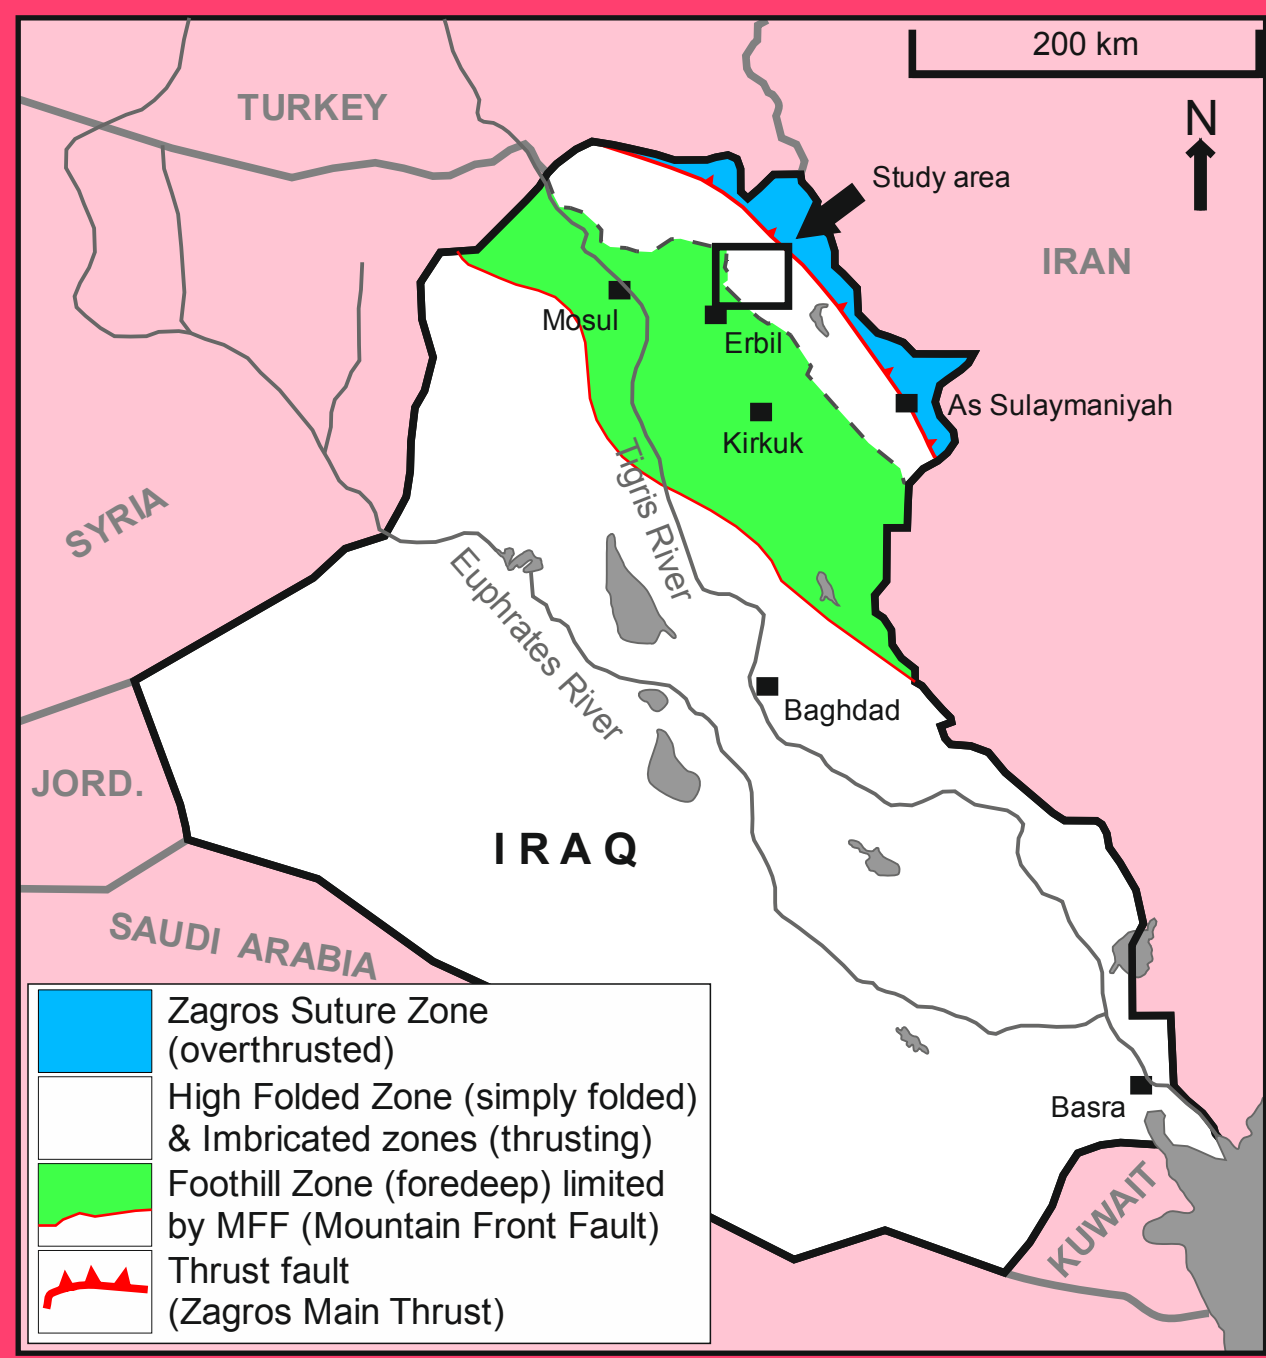 200 km
TURKEY
N
Study area
IRAN
Mosul
Erbil
As Sulaymaniyah
Kirkuk
Tigris River
SYRIA
Euphrates River
Baghdad
JORD.
IRAQ
SAUDI ARABIA
Zagros Suture Zone
(overthrusted)
High Folded Zone (simply folded)
& Imbricated zones (thrusting)
Foothill Zone (foredeep) limited
by MFF (Mountain Front Fault)
Thrust fault
(Zagros Main Thrust)
Basra
KUWAIT